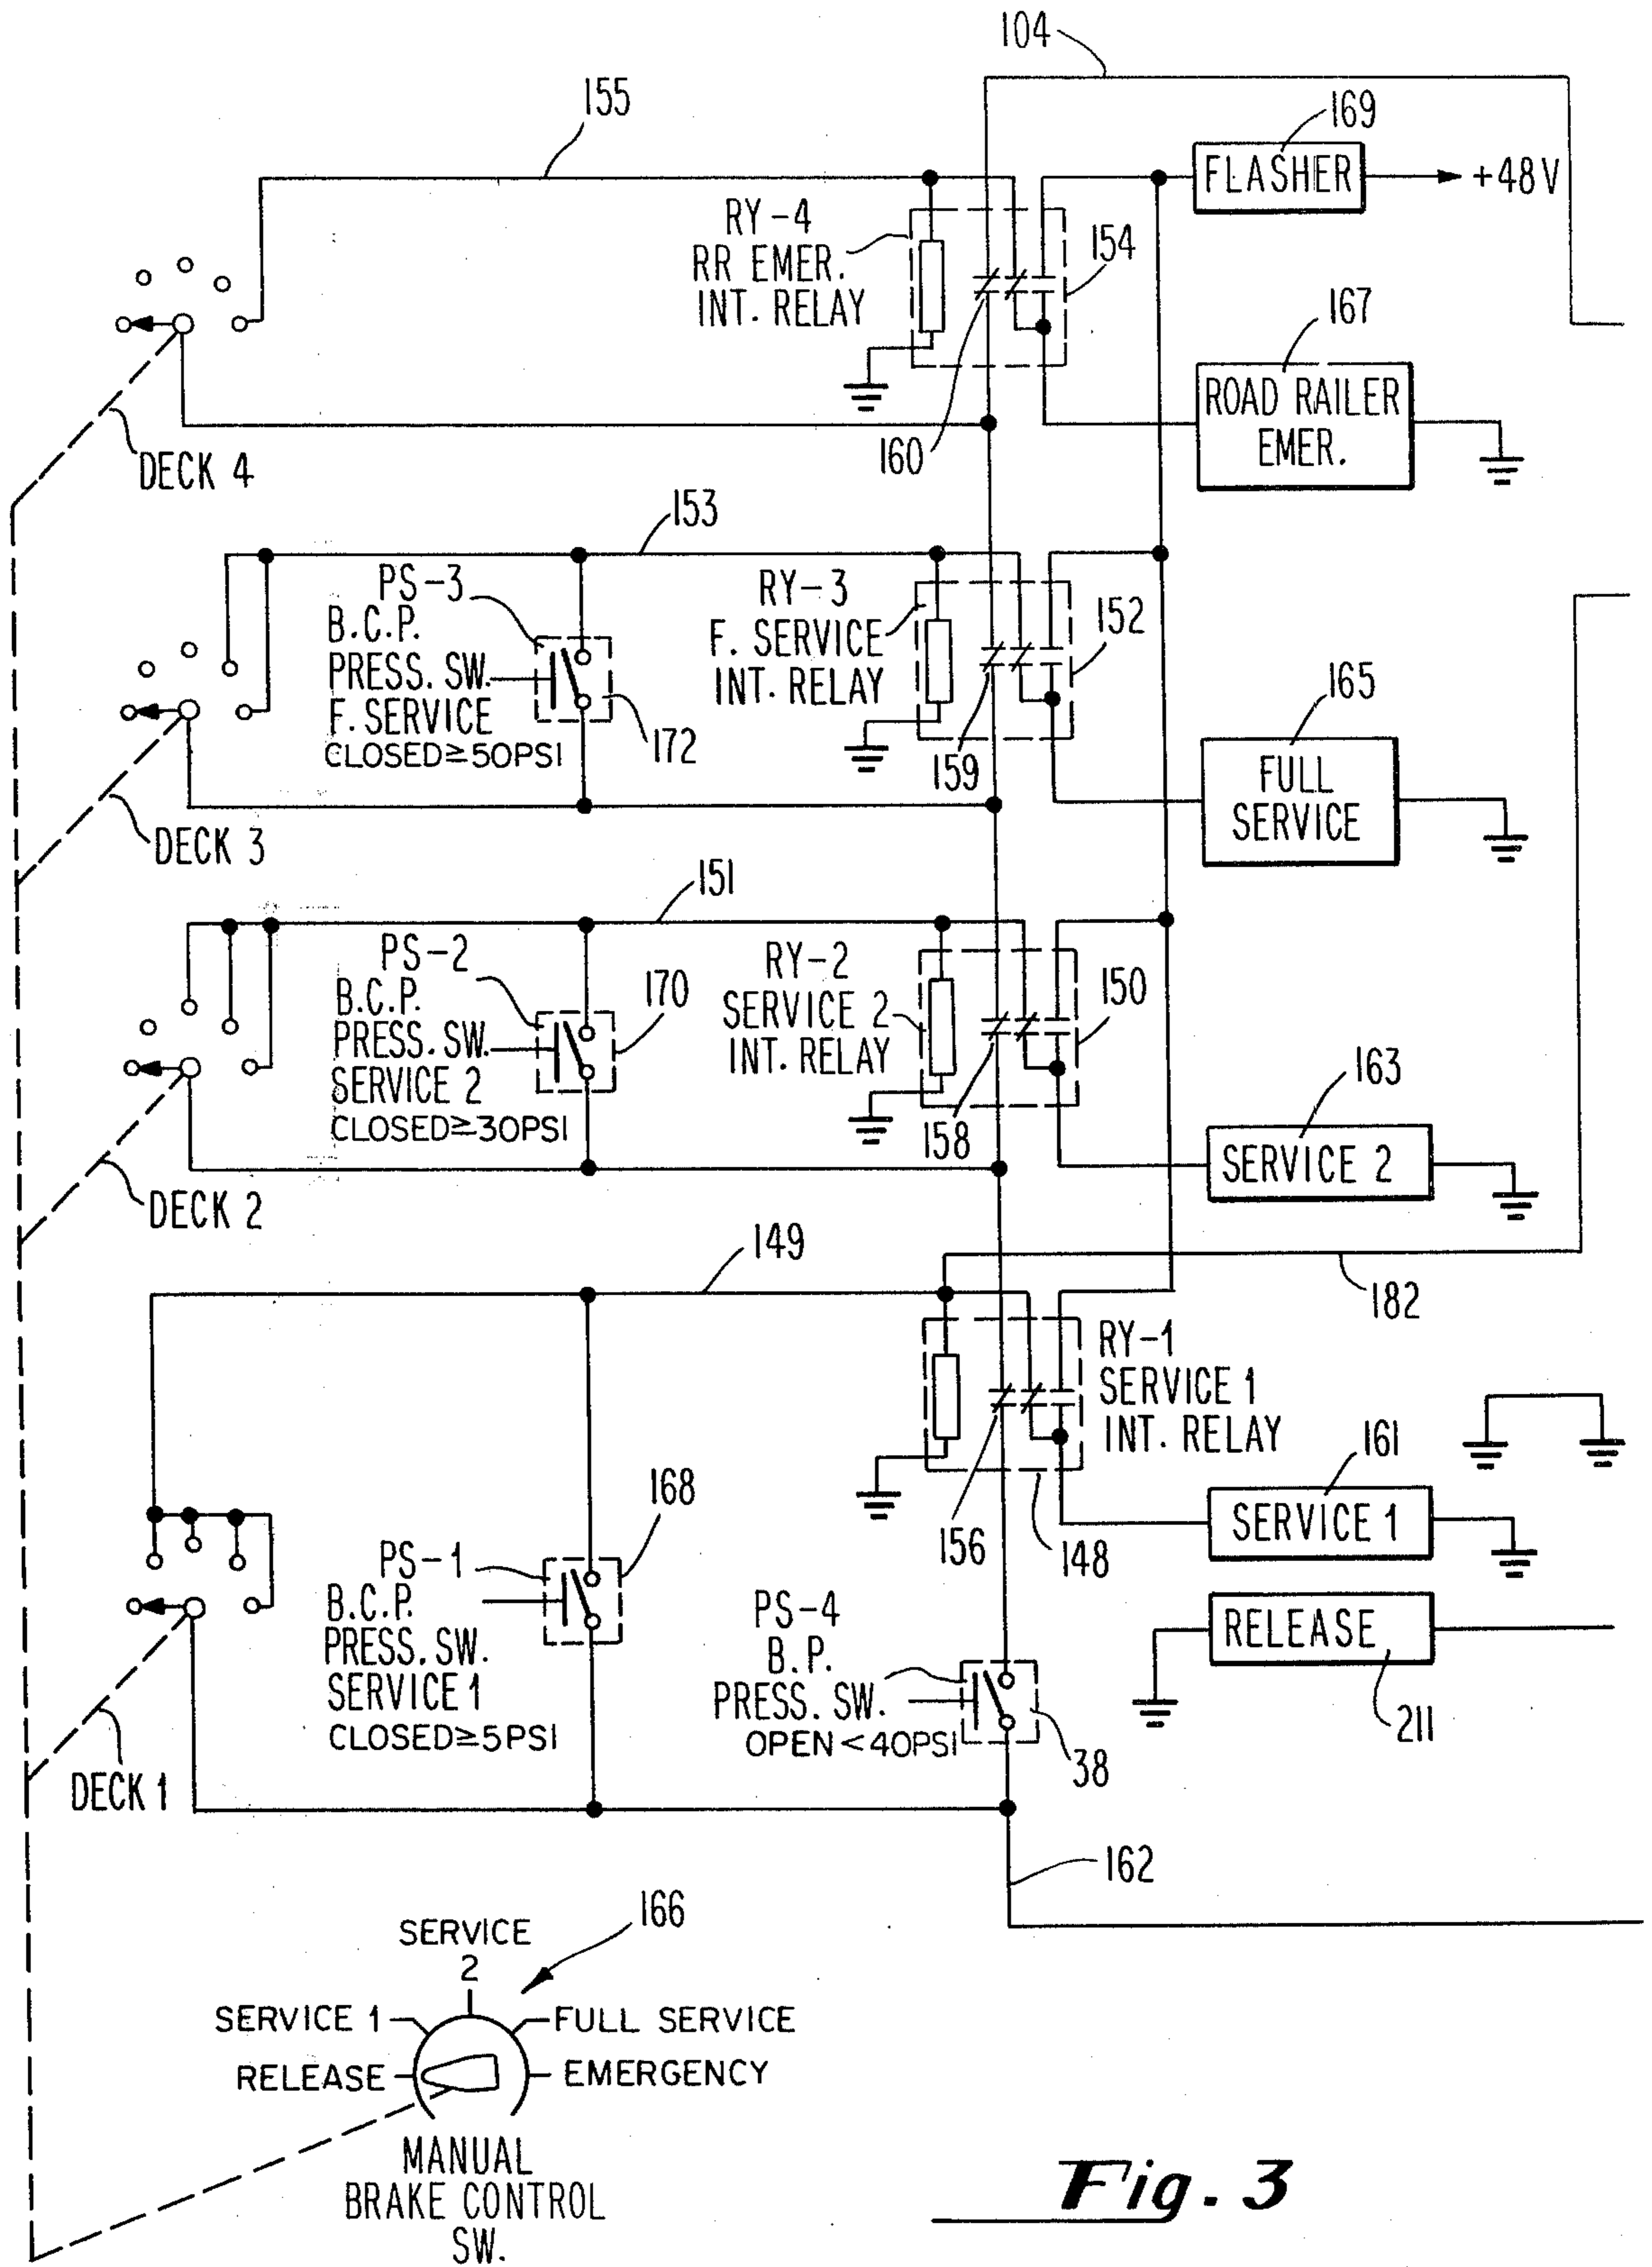 104
155
169
FLASHER
+48V
RY-4
RR EMER.
INT. RELAY
154
167
ROAD RAILER
EMER.
160
DECK 4
153
PS-3
B.C.P.
PRESS. SW.
F. SERVICE
CLOSED≥50PSI
172
RY-3
F. SERVICE
INT. RELAY
152
165
FULL
SERVICE
159
DECK 3
151
PS-2
B.C.P.
PRESS. SW.
SERVICE 2
CLOSED≥30PSI
170
RY-2
SERVICE 2
INT. RELAY
150
163
SERVICE 2
158
DECK 2
149
182
RY-1
SERVICE 1
INT. RELAY
161
SERVICE 1
156
148
168
PS-1
B.C.P.
PRESS. SW.
SERVICE 1
CLOSED≥5PSI
PS-4
B.P.
PRESS. SW.
OPEN<40PSI
38
RELEASE
211
DECK 1
162
166
SERVICE
2
SERVICE 1
FULL SERVICE
RELEASE
EMERGENCY
MANUAL
BRAKE CONTROL
SW.
Fig. 3